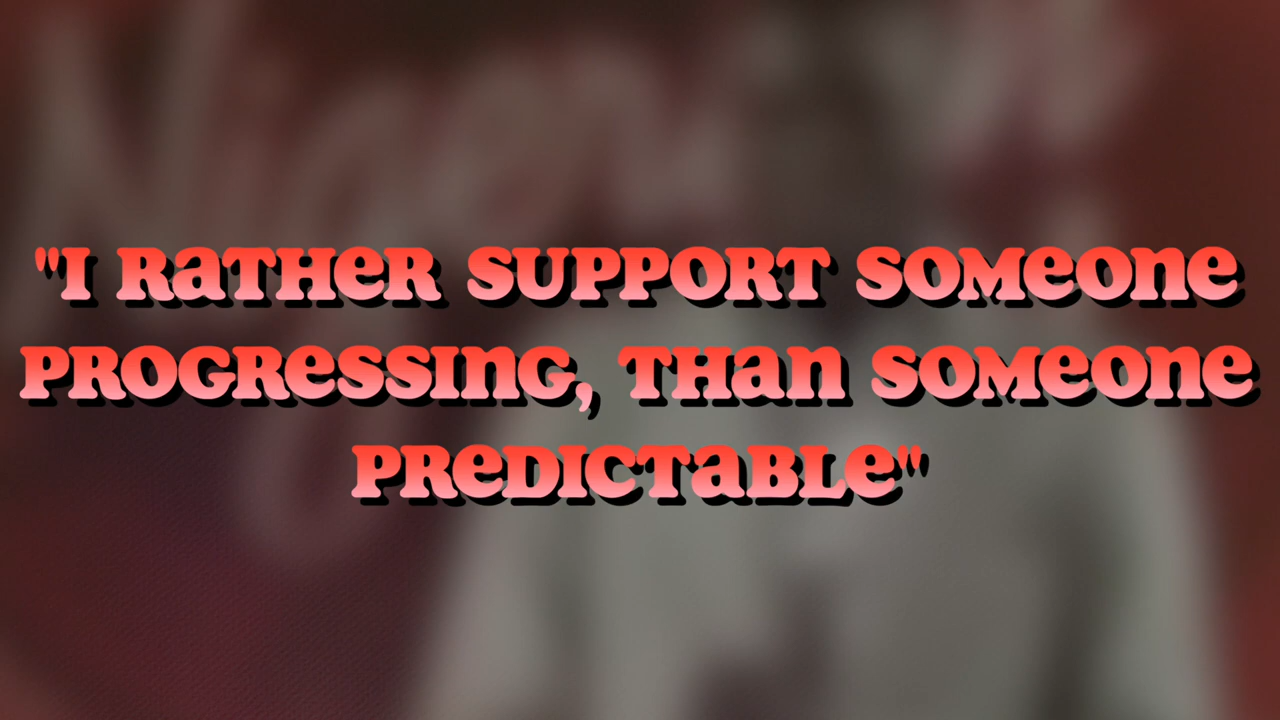 "I RaTHeR SUPPORT SOMeOne
PROGReSSInG, THan SOMeOne
PReDICTaBLe"